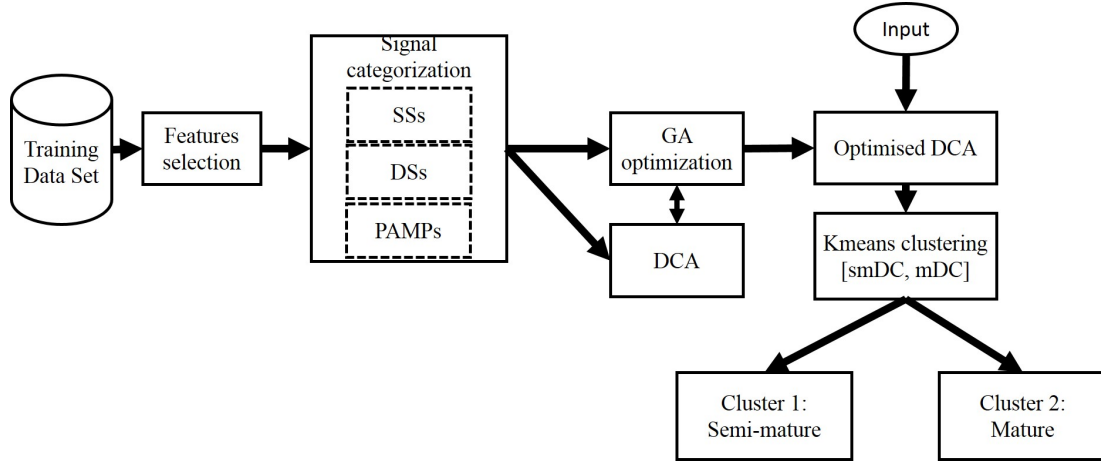 Training
Data Set
Features
selection
Signal
categorization
SSs
DSs
PAMPs
GA
optimization
DCA
Input
Optimised DCA
Kmeans clustering
[smDC, mDC]
Cluster 1:
Semi-mature
Cluster 2:
Mature